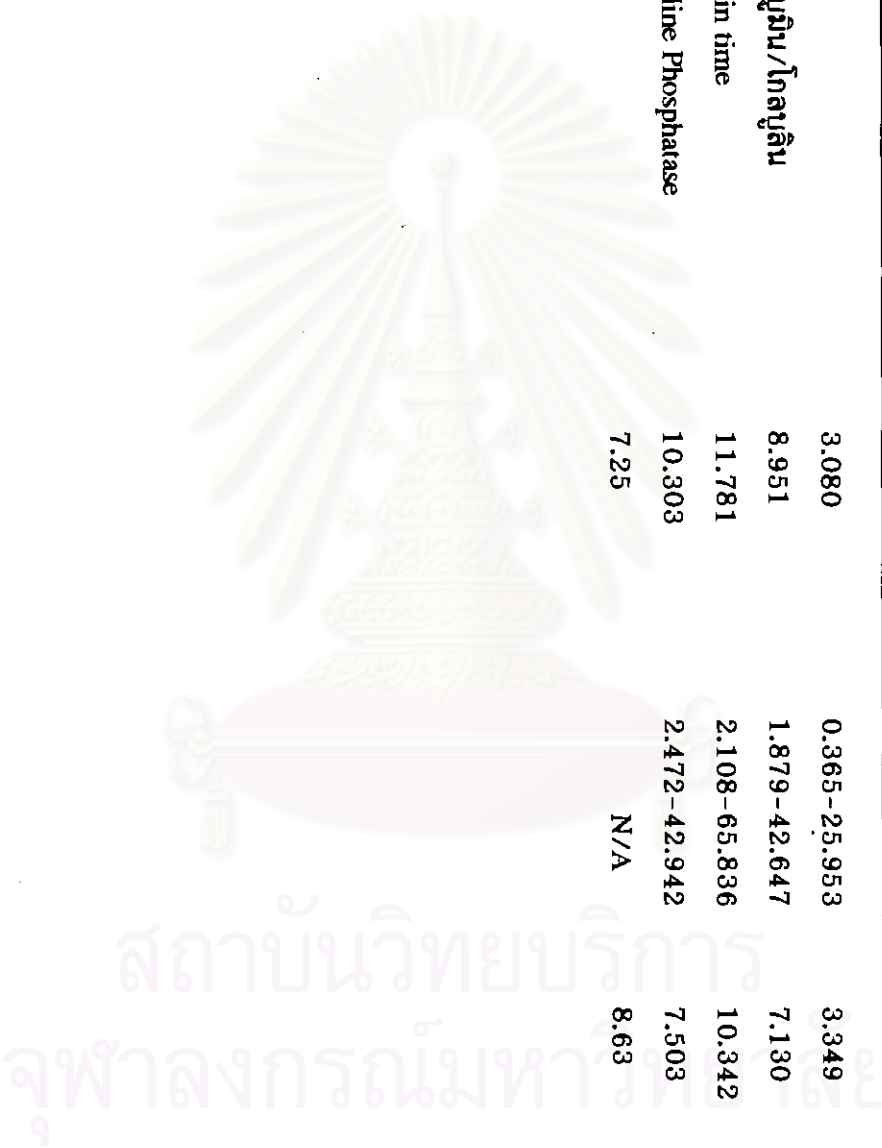 3.080 0.365-25.953 3.349
บูมิน/โกลบูลิน 8.951 1.879-42.647 7.130
in time 11.781 2.108-65.836 10.342
line Phosphatase 10.303 2.472-42.942 7.503
7.25 N/A 8.63
สถาบันวิทยบริการ
จุฬาลงกรณ์มหาวิทยาลัย